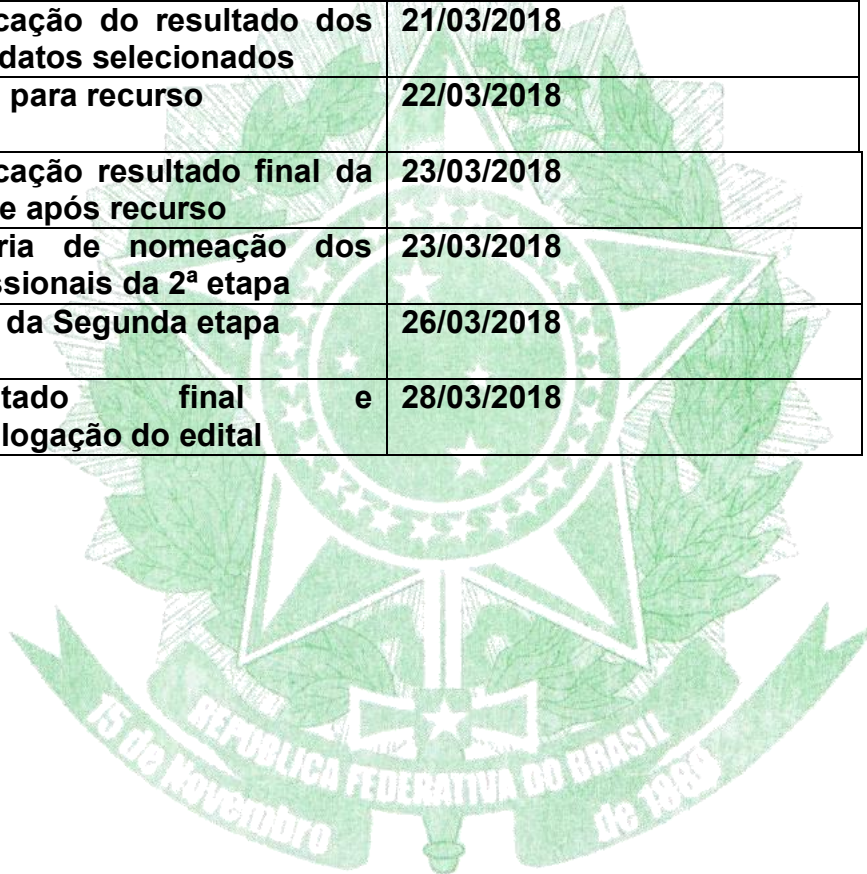 cação do resultado dos 21/03/2018
datos selecionados
para recurso 22/03/2018
cação resultado final da 23/03/2018
e após recurso
ria de nomeação dos 23/03/2018
ssionais da 2ª etapa
da Segunda etapa 26/03/2018
tado final e 28/03/2018
logação do edital
REPÚBLICA FEDERATIVA DO BRASIL
15 de Novembro de 1889